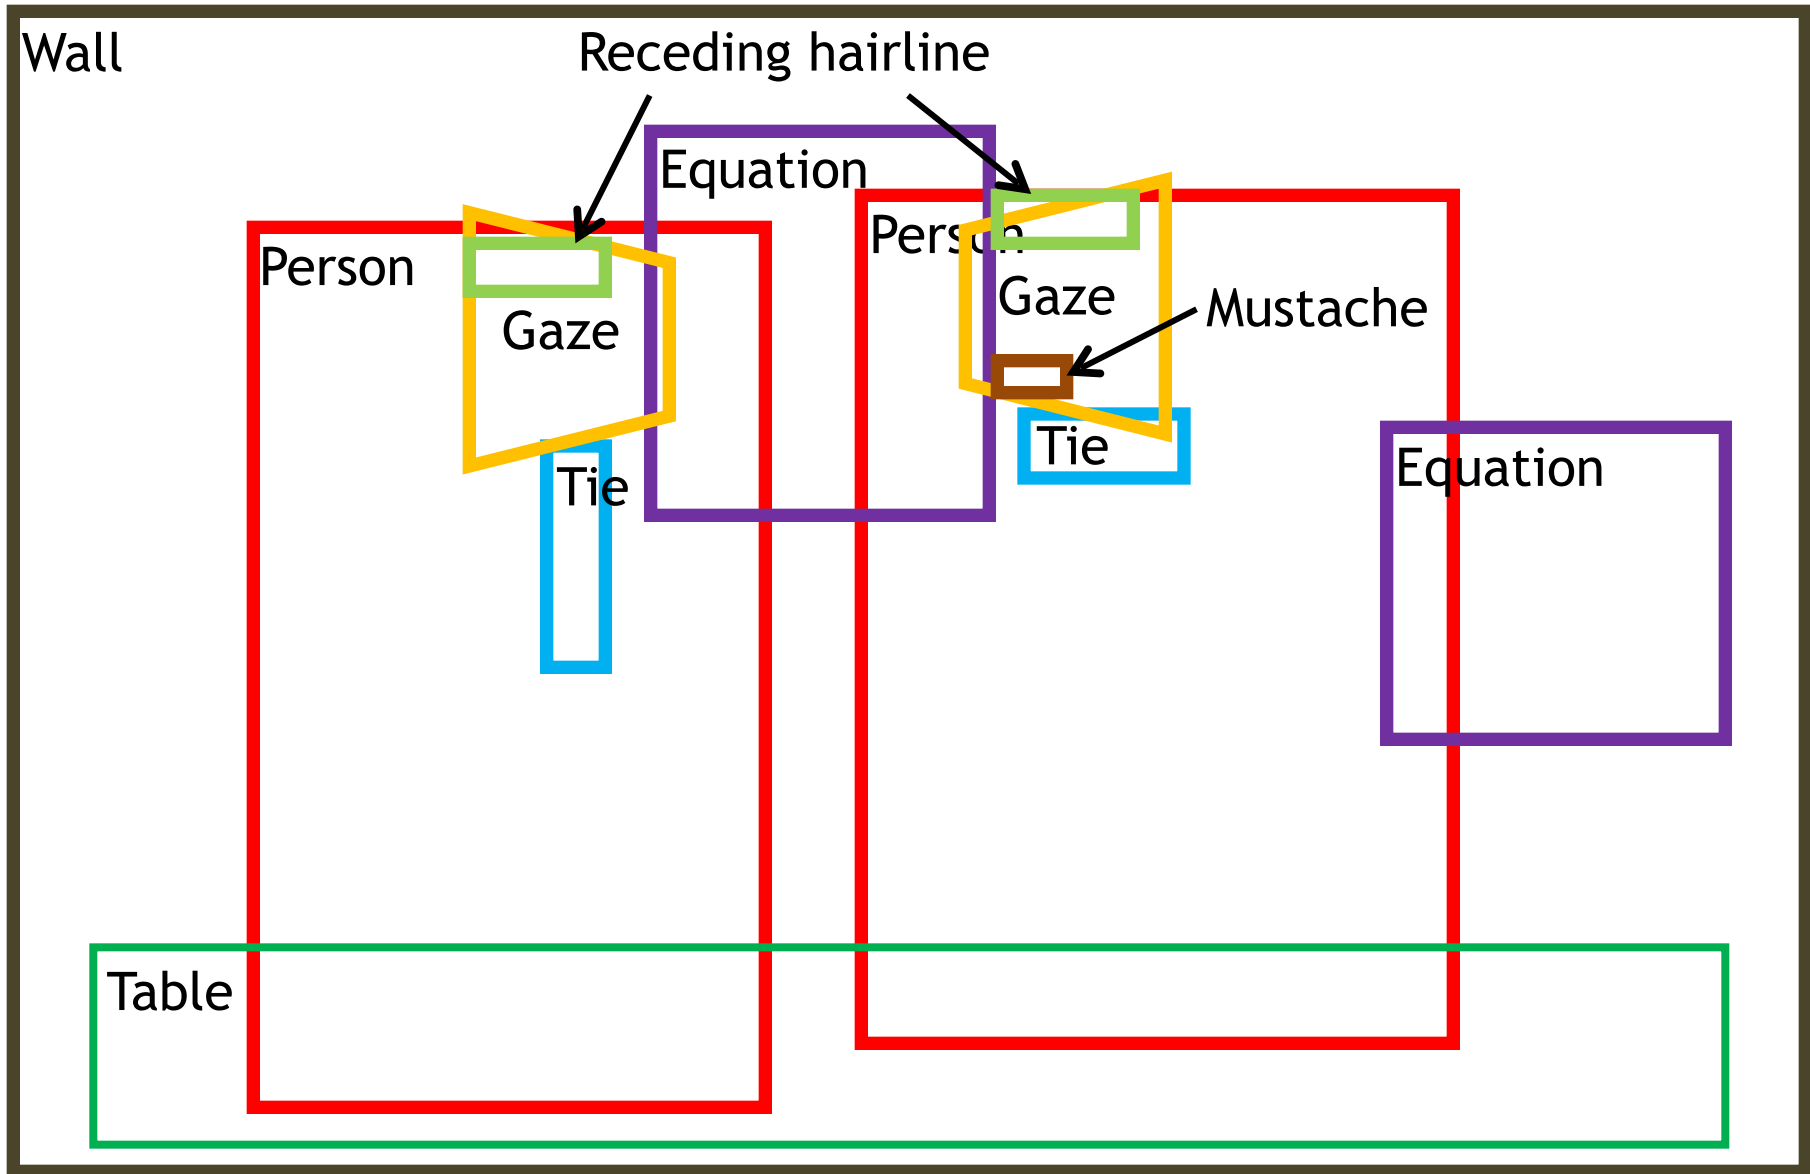 Wall
Receding hairline
Equation
Person
Person
Gaze
Gaze
Mustache
Tie
Tie
Equation
Table